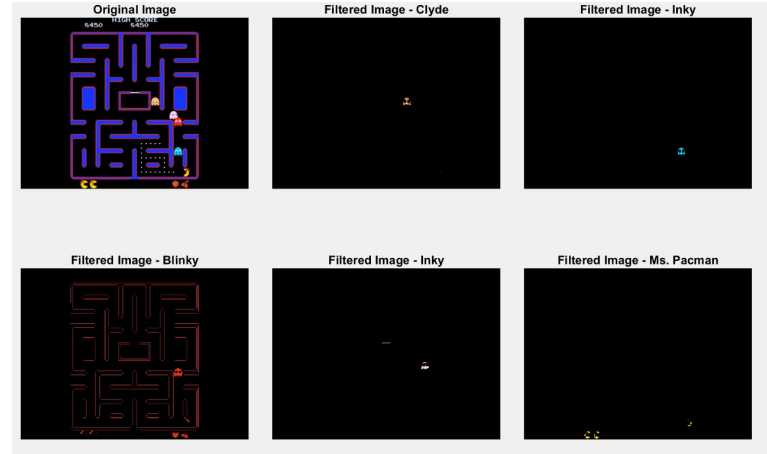 Original Image
Filtered Image - Clyde
Filtered Image - Inky
HIGH SCORE
5450 5450
Filtered Image - Blinky
Filtered Image - Inky
Filtered Image - Ms. Pacman